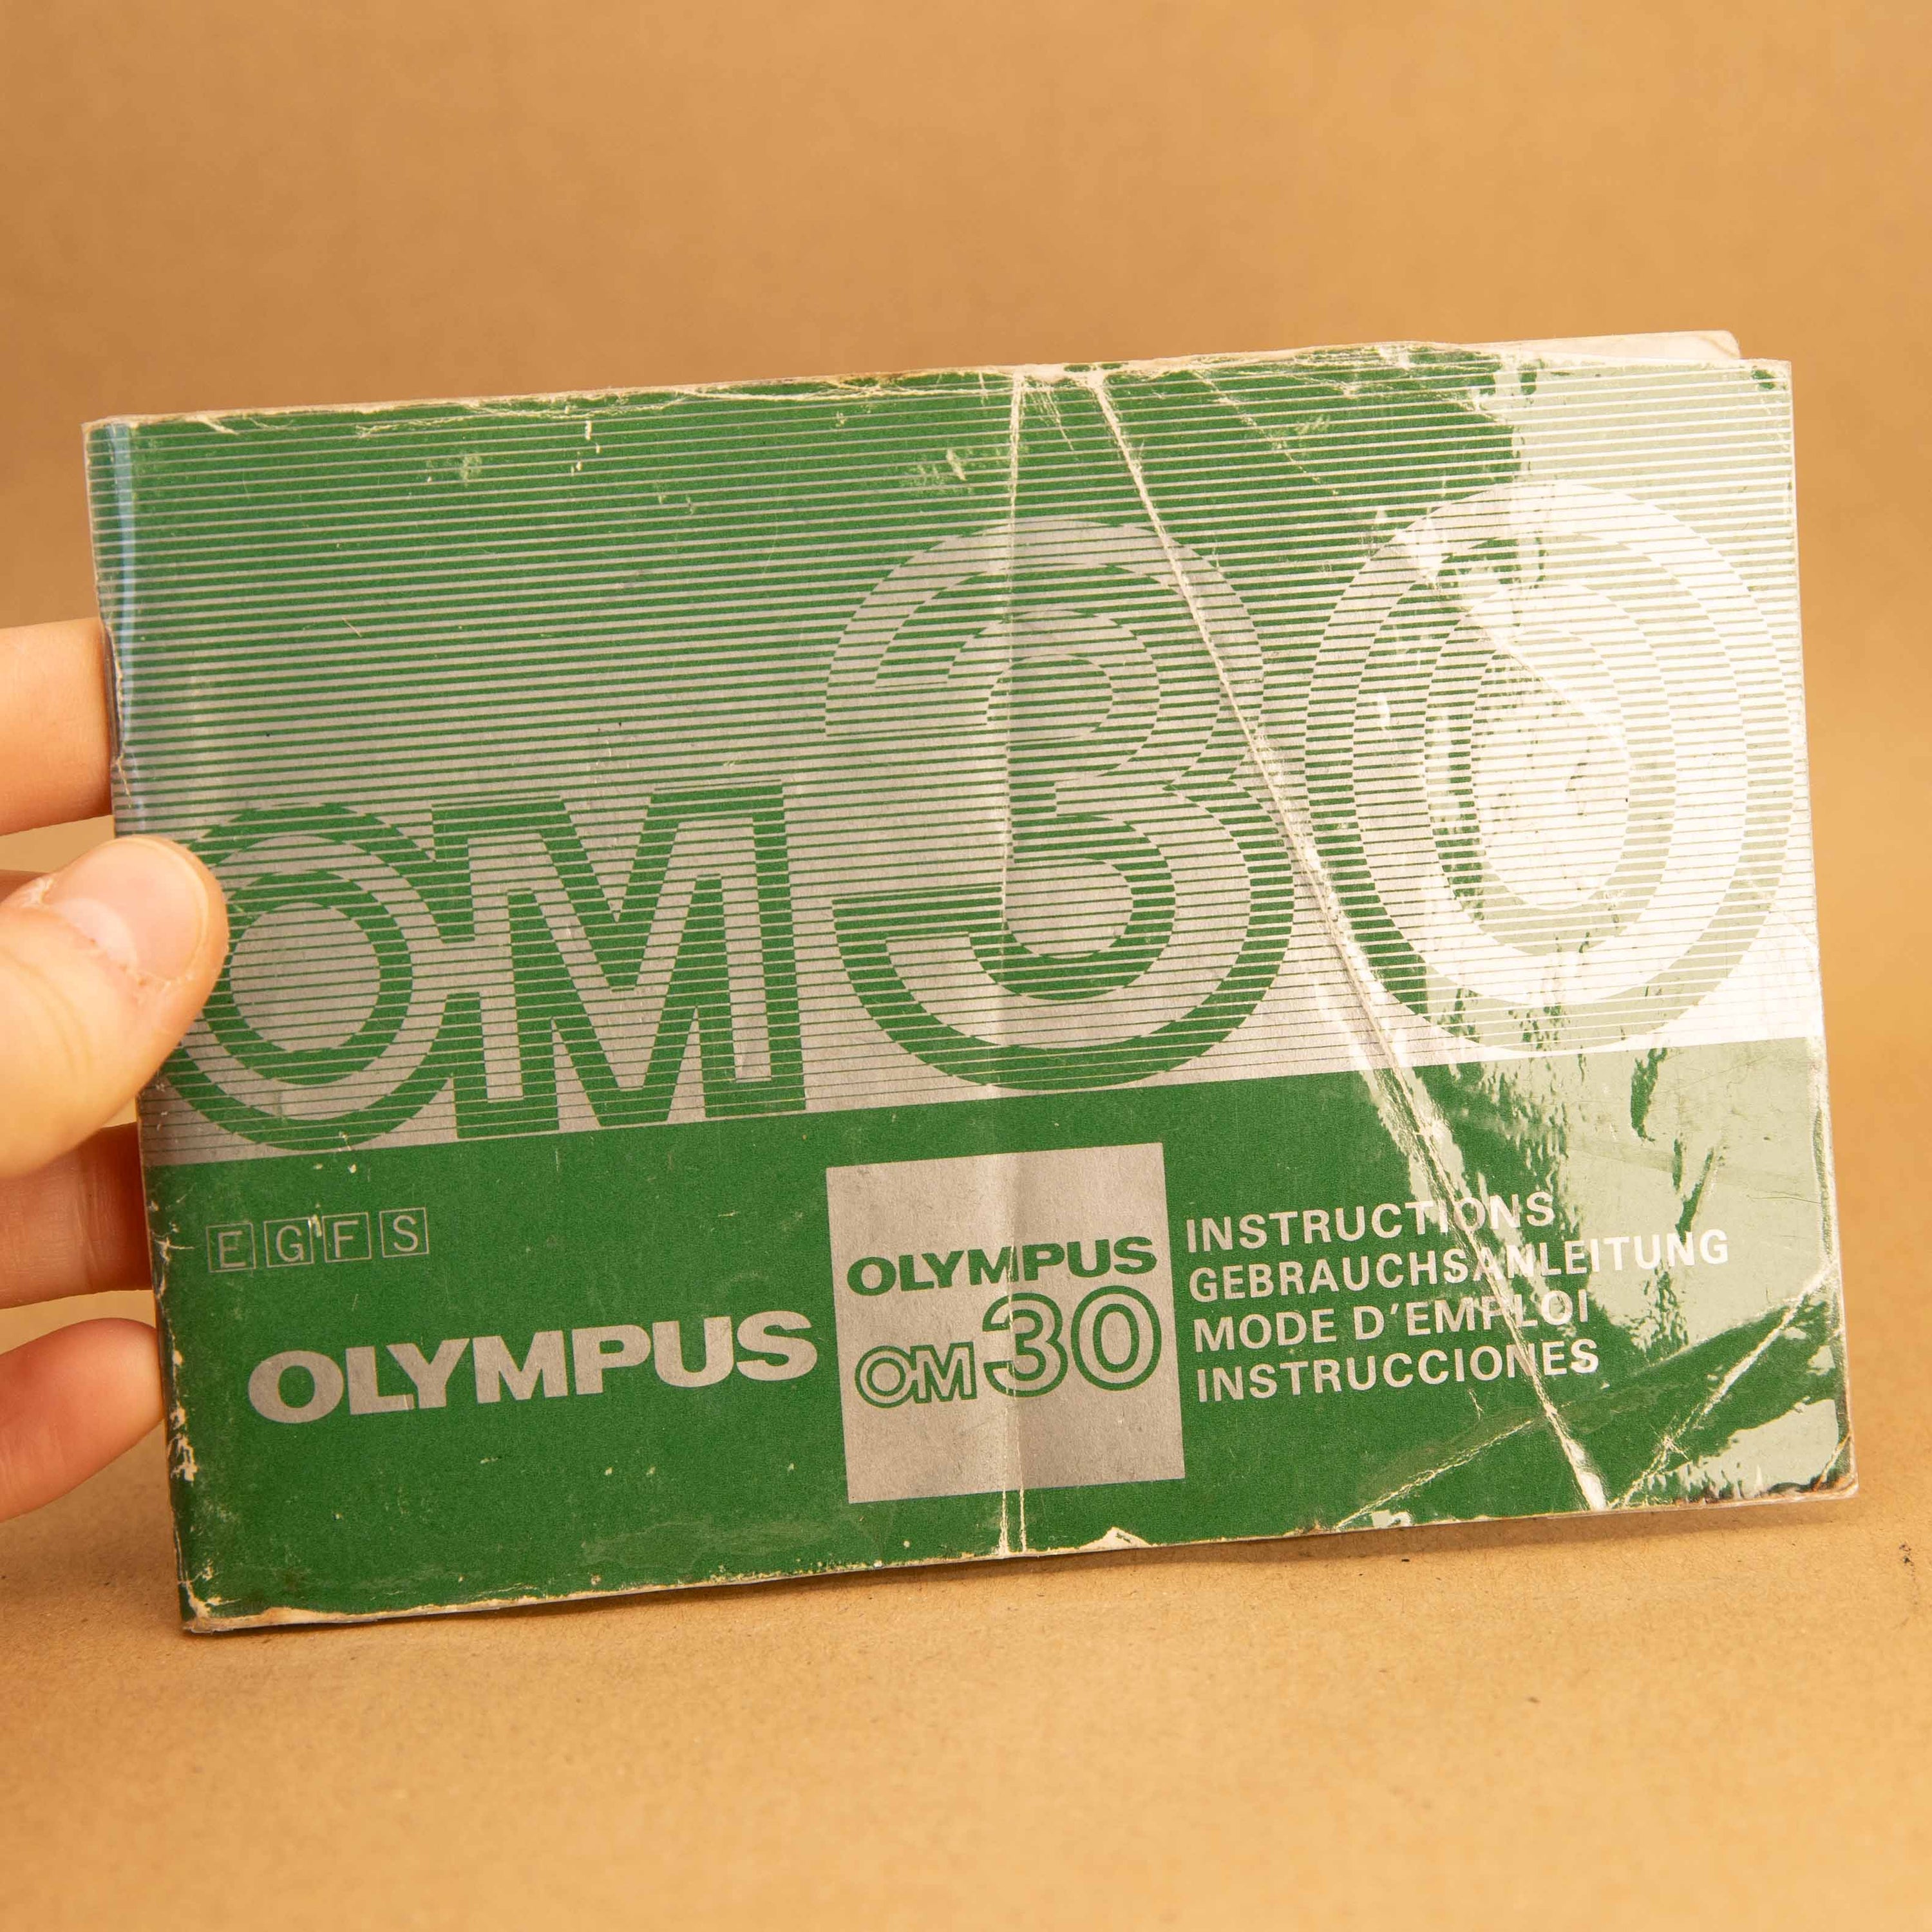 OM30
E G F S
OLYMPUS
OLYMPUS
OM30
INSTRUCTIONS
GEBRAUCHSANLEITUNG
MODE D'EMPLOI
INSTRUCCIONES